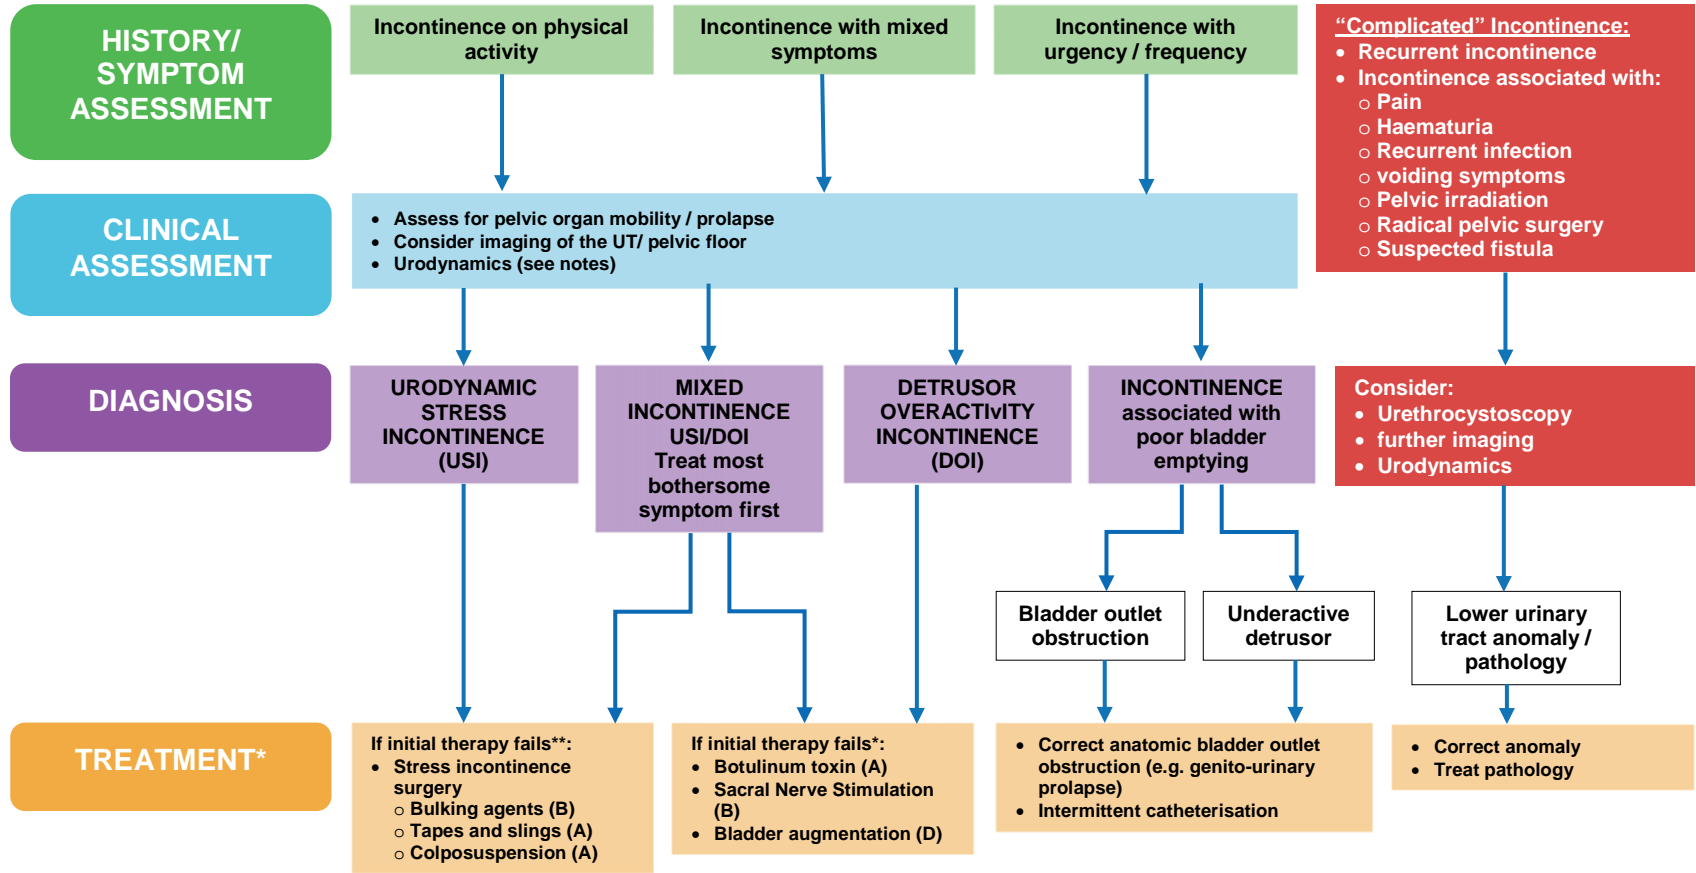 HISTORY/
SYMPTOM
ASSESSMENT
Incontinence on physical
activity
Incontinence with mixed
symptoms
Incontinence with
urgency / frequency
“Complicated” Incontinence:
• Recurrent incontinence
• Incontinence associated with:
o Pain
o Haematuria
o Recurrent infection
o voiding symptoms
o Pelvic irradiation
o Radical pelvic surgery
o Suspected fistula
CLINICAL
ASSESSMENT
• Assess for pelvic organ mobility / prolapse
• Consider imaging of the UT/ pelvic floor
• Urodynamics (see notes)
DIAGNOSIS
URODYNAMIC
STRESS
INCONTINENCE
(USI)
MIXED
INCONTINENCE
USI/DOI
Treat most
bothersome
symptom first
DETRUSOR
OVERACTIvITY
INCONTINENCE
(DOI)
INCONTINENCE
associated with
poor bladder
emptying
Consider:
• Urethrocystoscopy
• further imaging
• Urodynamics
Bladder outlet
obstruction
Underactive
detrusor
Lower urinary
tract anomaly /
pathology
TREATMENT*
If initial therapy fails**:
• Stress incontinence
surgery
o Bulking agents (B)
o Tapes and slings (A)
o Colposuspension (A)
If initial therapy fails*:
• Botulinum toxin (A)
• Sacral Nerve Stimulation
(B)
• Bladder augmentation (D)
• Correct anatomic bladder outlet
obstruction (e.g. genito-urinary
prolapse)
• Intermittent catheterisation
• Correct anomaly
• Treat pathology